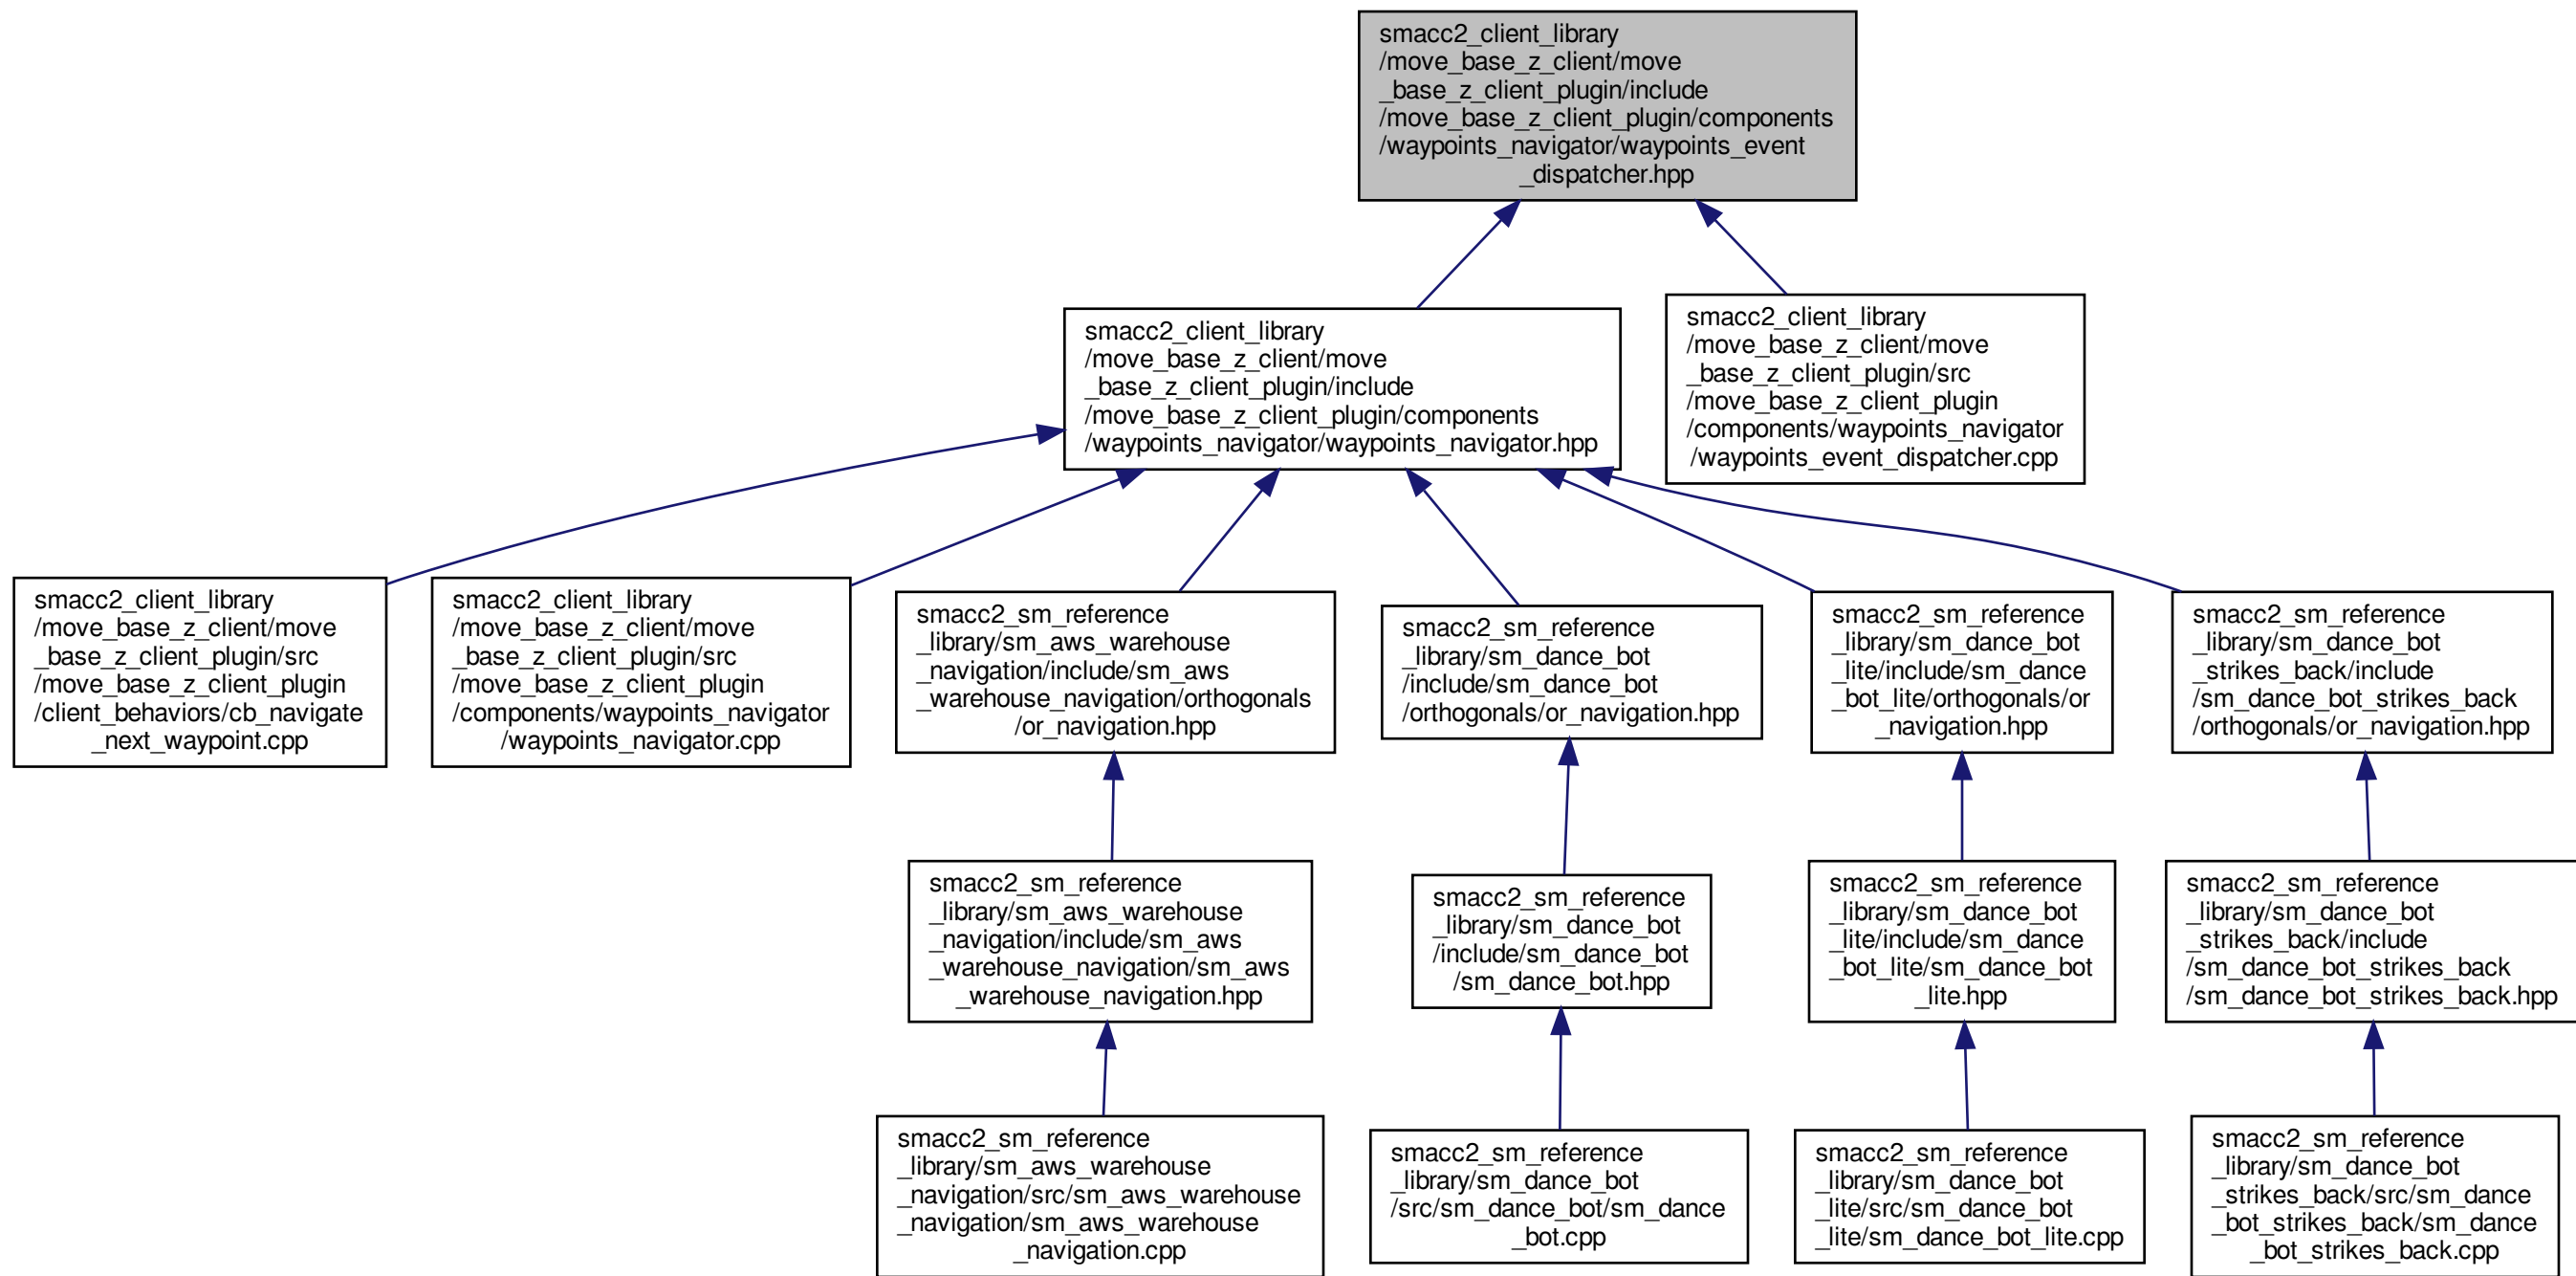 smacc2_client_library
/move_base_z_client/move
_base_z_client_plugin/include
/move_base_z_client_plugin/components
/waypoints_navigator/waypoints_event
_dispatcher.hpp
smacc2_client_library
/move_base_z_client/move
_base_z_client_plugin/include
/move_base_z_client_plugin/components
/waypoints_navigator/waypoints_navigator.hpp
smacc2_client_library
/move_base_z_client/move
_base_z_client_plugin/src
/move_base_z_client_plugin
/components/waypoints_navigator
/waypoints_event_dispatcher.cpp
smacc2_client_library
/move_base_z_client/move
_base_z_client_plugin/src
/move_base_z_client_plugin
/client_behaviors/cb_navigate
_next_waypoint.cpp
smacc2_client_library
/move_base_z_client/move
_base_z_client_plugin/src
/move_base_z_client_plugin
/components/waypoints_navigator
/waypoints_navigator.cpp
smacc2_sm_reference
_library/sm_aws_warehouse
_navigation/include/sm_aws
_warehouse_navigation/orthogonals
/or_navigation.hpp
smacc2_sm_reference
_library/sm_dance_bot
/include/sm_dance_bot
/orthogonals/or_navigation.hpp
smacc2_sm_reference
_library/sm_dance_bot
_lite/include/sm_dance
_bot_lite/orthogonals/or
_navigation.hpp
smacc2_sm_reference
_library/sm_dance_bot
_strikes_back/include
/sm_dance_bot_strikes_back
/orthogonals/or_navigation.hpp
smacc2_sm_reference
_library/sm_aws_warehouse
_navigation/include/sm_aws
_warehouse_navigation/sm_aws
_warehouse_navigation.hpp
smacc2_sm_reference
_library/sm_dance_bot
/include/sm_dance_bot
/sm_dance_bot.hpp
smacc2_sm_reference
_library/sm_dance_bot
_lite/include/sm_dance
_bot_lite/sm_dance_bot
_lite.hpp
smacc2_sm_reference
_library/sm_dance_bot
_strikes_back/include
/sm_dance_bot_strikes_back
/sm_dance_bot_strikes_back.hpp
smacc2_sm_reference
_library/sm_aws_warehouse
_navigation/src/sm_aws_warehouse
_navigation/sm_aws_warehouse
_navigation.cpp
smacc2_sm_reference
_library/sm_dance_bot
/src/sm_dance_bot/sm_dance
_bot.cpp
smacc2_sm_reference
_library/sm_dance_bot
_lite/src/sm_dance_bot
_lite/sm_dance_bot_lite.cpp
smacc2_sm_reference
_library/sm_dance_bot
_strikes_back/src/sm_dance
_bot_strikes_back/sm_dance
_bot_strikes_back.cpp